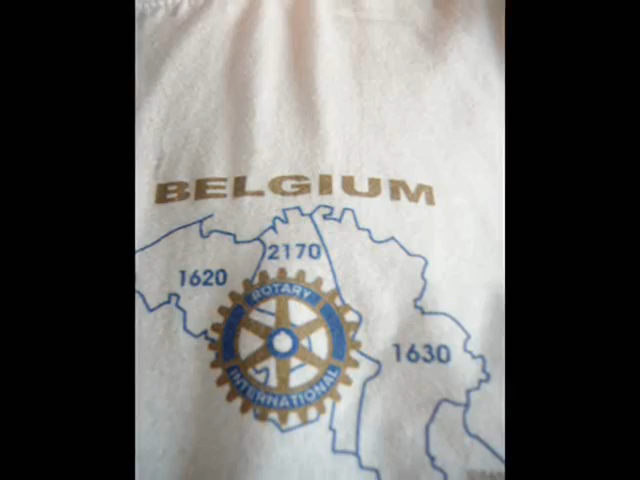 BELGIUM
2170
1620
ROTARY
1630
INTERNATIONAL